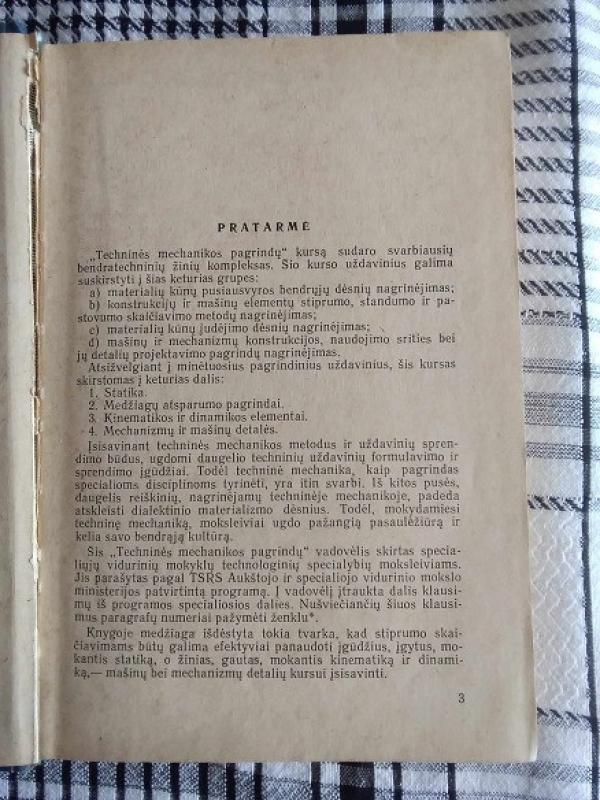 PRATARMĖ
„Techninės mechanikos pagrindų“ kursą sudaro svarbiausių
bendratechninių žinių kompleksas. Šio kurso uždavinius galima
suskirstyti į šias keturias grupes:
a) materialių kūnų pusiausvyros bendrųjų dėsnių nagrinėjimas;
b) konstrukcijų ir mašinų elementų stiprumo, standumo ir pa-
stovumo skaičiavimo metodų nagrinėjimas;
c) materialių kūnų judėjimo dėsnių nagrinėjimas;
d) mašinų ir mechanizmų konstrukcijos, naudojimo srities bei
jų detalių projektavimo pagrindų nagrinėjimas.
Atsižvelgiant į minėtuosius pagrindinius uždavinius, šis kursas
skirstomas į keturias dalis:
1. Statika.
2. Medžiagų atsparumo pagrindai.
3. Kinematikos ir dinamikos elementai.
4. Mechanizmų ir mašinų detalės.
Įsisavinant techninės mechanikos metodus ir uždavinių spren-
dimo būdus, ugdomi daugelio techninių uždavinių formulavimo ir
sprendimo įgūdžiai. Todėl techninė mechanika, kaip pagrindas
specialioms disciplinoms tyrinėti, yra itin svarbi. Iš kitos pusės,
daugelis reiškinių, nagrinėjamų techninėje mechanikoje, padeda
atskleisti dialektinio materializmo dėsnius. Todėl, mokydamiesi
techninę mechaniką, moksleiviai ugdo pažangią pasaulėžiūrą ir
kelia savo bendrąją kultūrą.
Šis „Techninės mechanikos pagrindų“ vadovėlis skirtas specia-
liųjų vidurinių mokyklų technologinių specialybių moksleiviams.
Jis parašytas pagal TSRS Aukštojo ir specialiojo vidurinio mokslo
ministerijos patvirtintą programą. Į vadovėlį įtraukta dalis klausi-
mų iš programos specialiosios dalies. Nušviečiančių šiuos klausi-
mus paragrafų numeriai pažymėti ženklu*.
Knygoje medžiaga išdėstyta tokia tvarka, kad stiprumo skai-
čiavimams būtų galima efektyviai panaudoti įgūdžius, įgytus, mo-
kantis statiką, o žinias, gautas, mokantis kinematiką ir dinami-
ką,— mašinų bei mechanizmų detalių kursui įsisavinti.
3